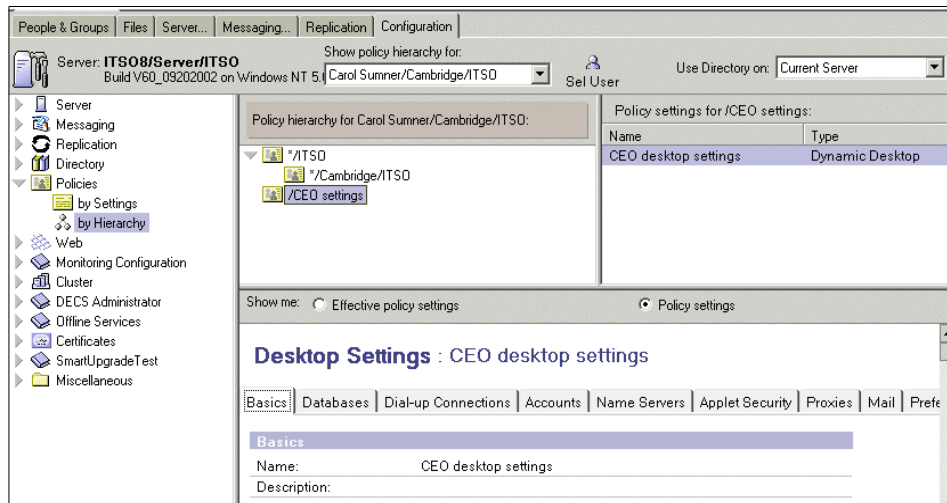 People & Groups Files Server... Messaging... Replication Configuration
Server: ITSO8/Server/ITSO
Build V60_09202002 on Windows NT 5.
Show policy hierarchy for:
Carol Sumner/Cambridge/ITSO
Sel User
Use Directory on: Current Server
Server
Messaging
Replication
Directory
Policies
by Settings
by Hierarchy
Web
Monitoring Configuration
Cluster
DECS Administrator
Offline Services
Certificates
SmartUpgradeTest
Miscellaneous
Policy hierarchy for Carol Sumner/Cambridge/ITSO:
*/ITSO
*/Cambridge/ITSO
/CEO settings
Policy settings for /CEO settings:
Name Type
CEO desktop settings Dynamic Desktop
Show me: Effective policy settings Policy settings
Desktop Settings : CEO desktop settings
Basics Databases Dial-up Connections Accounts Name Servers Applet Security Proxies Mail Prefe
Basics
Name: CEO desktop settings
Description: